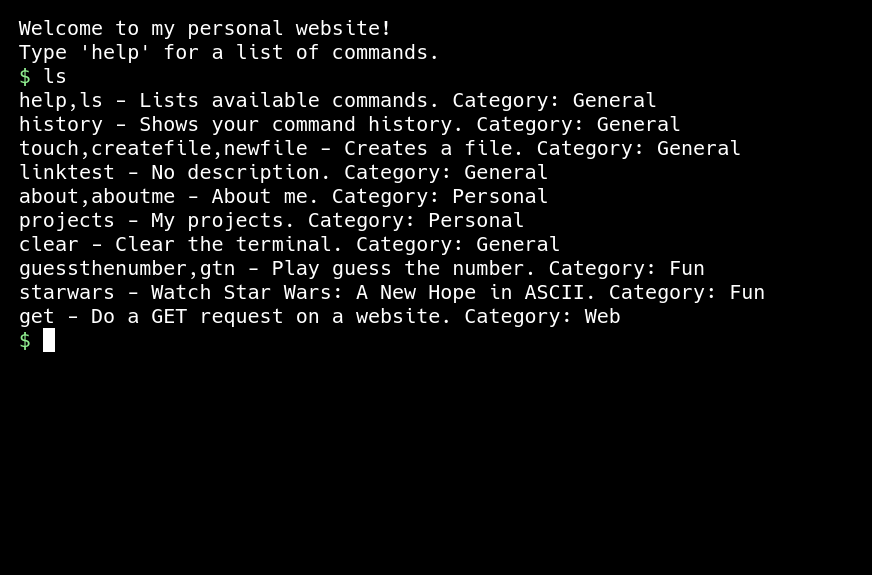 Welcome to my personal website!
Type 'help' for a list of commands.
$ ls
help,ls - Lists available commands. Category: General
history - Shows your command history. Category: General
touch,createfile,newfile - Creates a file. Category: General
linktest - No description. Category: General
about,aboutme - About me. Category: Personal
projects - My projects. Category: Personal
clear - Clear the terminal. Category: General
guessthenumber,gtn - Play guess the number. Category: Fun
starwars - Watch Star Wars: A New Hope in ASCII. Category: Fun
get - Do a GET request on a website. Category: Web
$